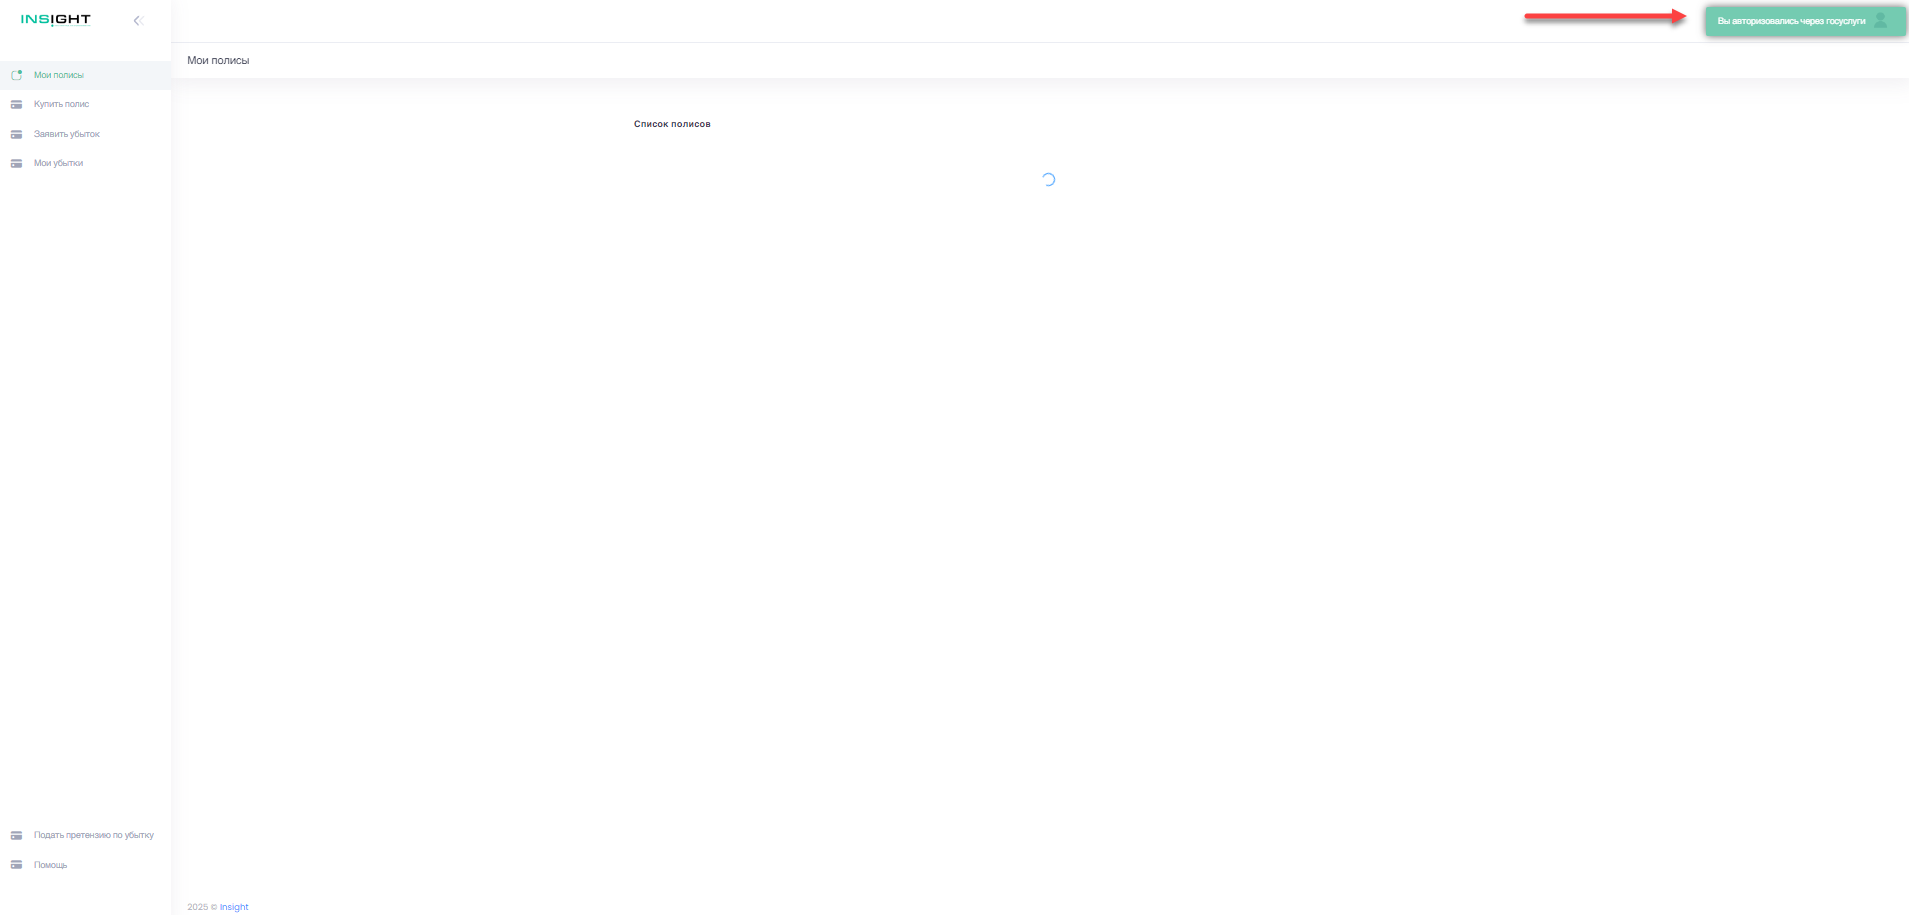 INSIGHT
Вы авторизовались через госуслуги
Мои полисы
Мои полисы
Купить полис
Список полисов
Заявить убыток
Мои убытки
Подать претензию по убытку
Помощь
2025 © Insight